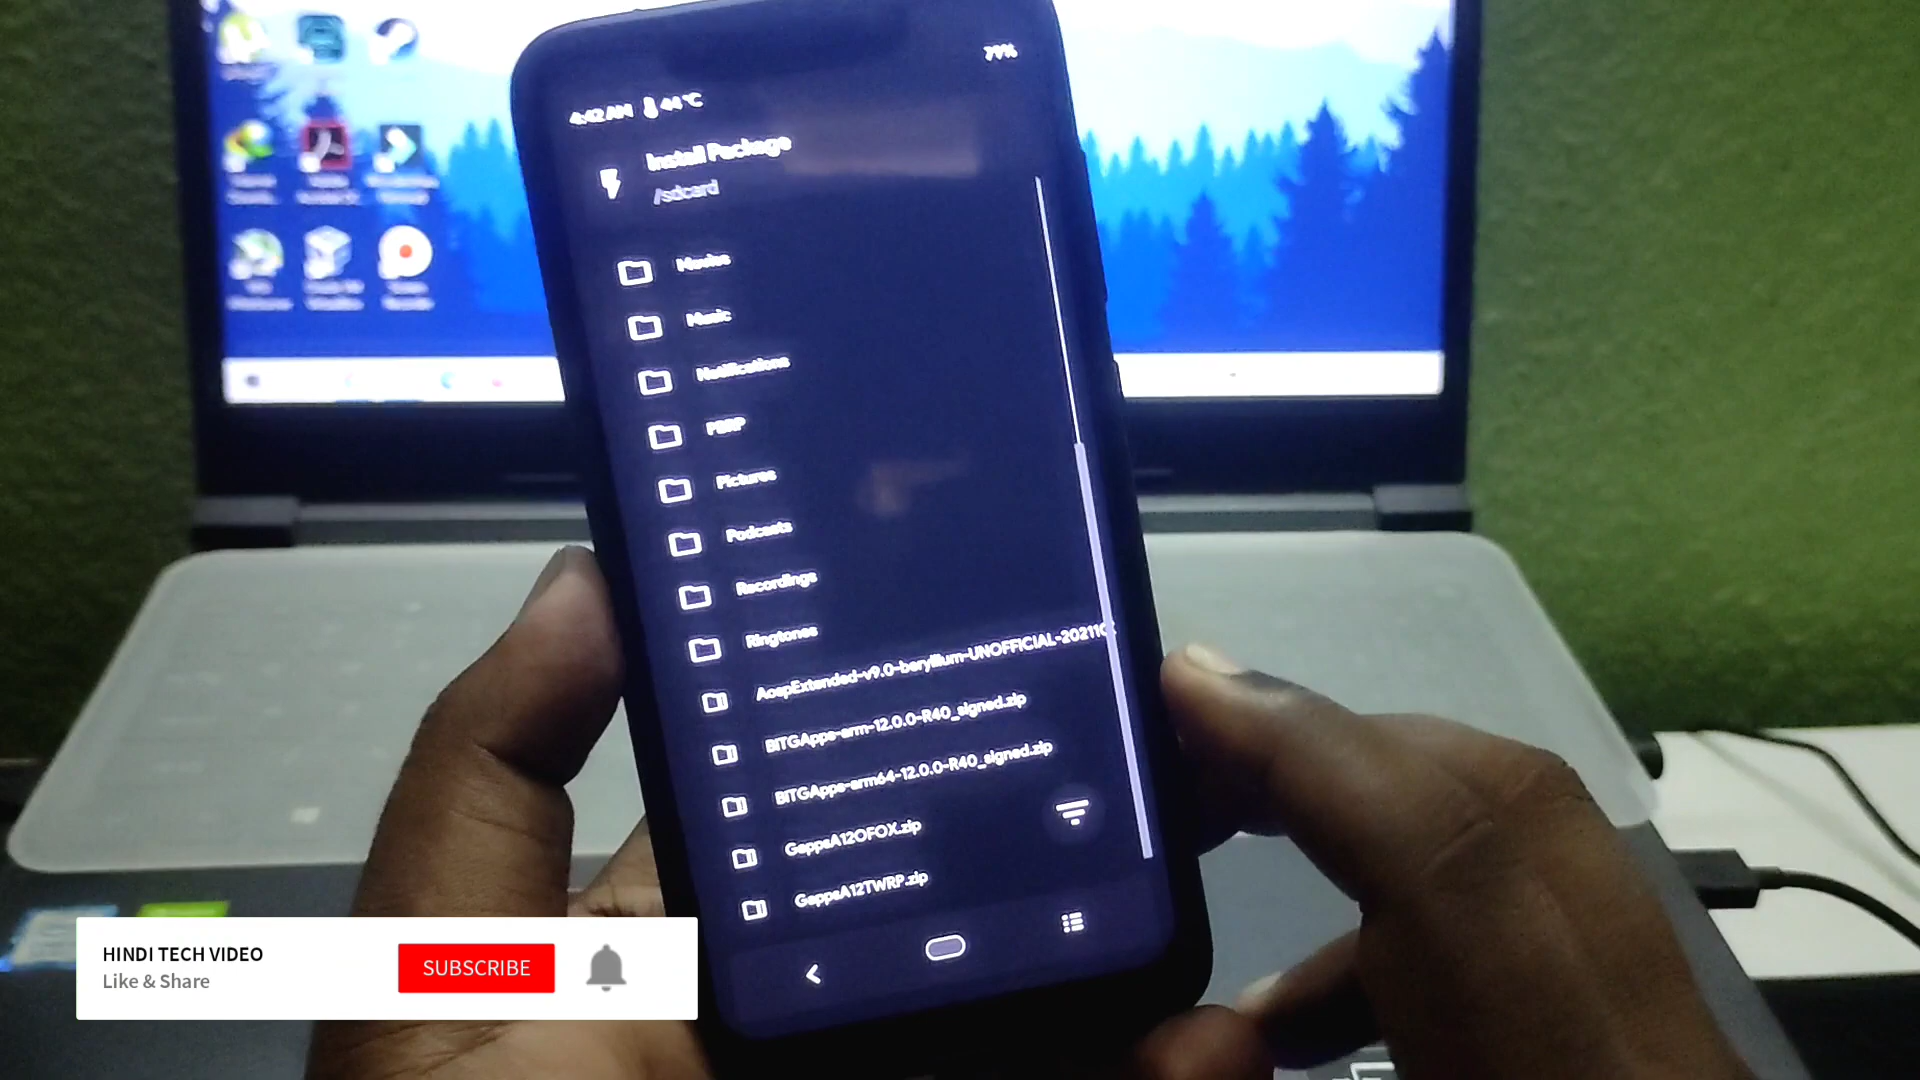 79%
4:42 AM 44°C
Install Package
/sdcard
Movies
Music
Notifications
PBRP
Pictures
Podcasts
Recordings
Ringtones
AospExtended-v9.0-beryllium-UNOFFICIAL-20211
BiTGApps-arm-12.0.0-R40_signed.zip
BiTGApps-arm64-12.0.0-R40_signed.zip
GappsA12OFOX.zip
GappsA12TWRP.zip
HINDI TECH VIDEO
Like & Share
SUBSCRIBE